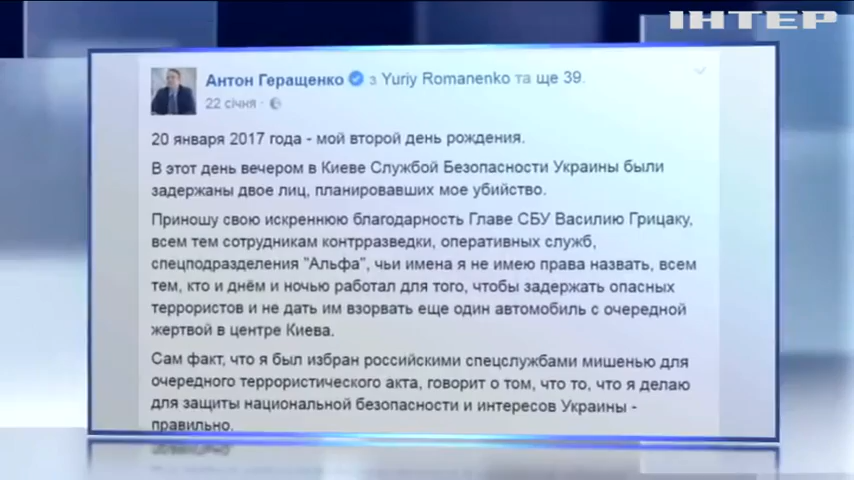 ІНТЕР
Антон Геращенко з Yuriy Romanenko та ще 39.
22 січня ·
20 января 2017 года - мой второй день рождения.
В этот день вечером в Киеве Службой Безопасности Украины были
задержаны двое лиц, планировавших мое убийство.
Приношу свою искреннюю благодарность Главе СБУ Василию Грицаку,
всем тем сотрудникам контрразведки, оперативных служб,
спецподразделения "Альфа", чьи имена я не имею права назвать, всем
тем, кто и днём и ночью работал для того, чтобы задержать опасных
террористов и не дать им взорвать еще один автомобиль с очередной
жертвой в центре Киева.
Сам факт, что я был избран российскими спецслужбами мишенью для
очередного террористического акта, говорит о том, что то, что я делаю
для защиты национальной безопасности и интересов Украины -
правильно.